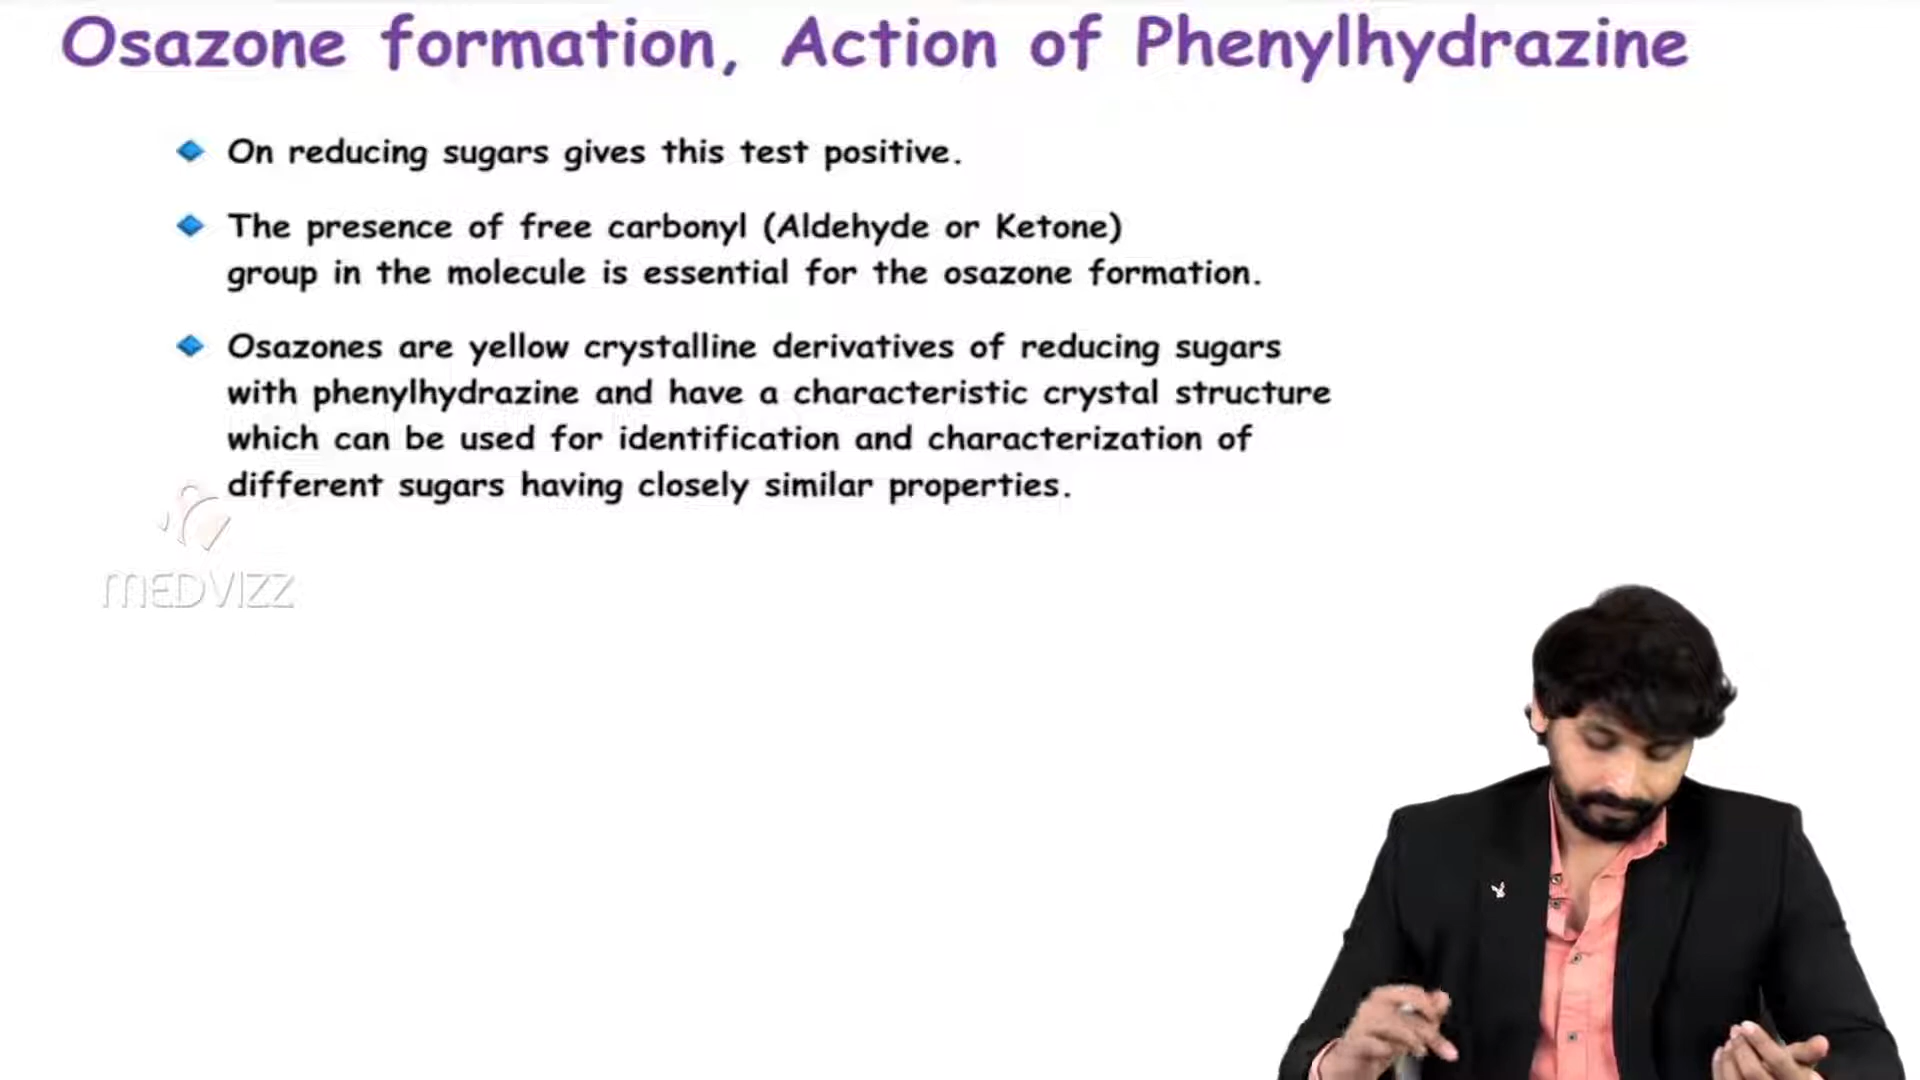 Osazone formation, Action of Phenylhydrazine
On reducing sugars gives this test positive.
The presence of free carbonyl (Aldehyde or Ketone)
group in the molecule is essential for the osazone formation.
Osazones are yellow crystalline derivatives of reducing sugars
with phenylhydrazine and have a characteristic crystal structure
which can be used for identification and characterization of
different sugars having closely similar properties.
MEDVIZZ